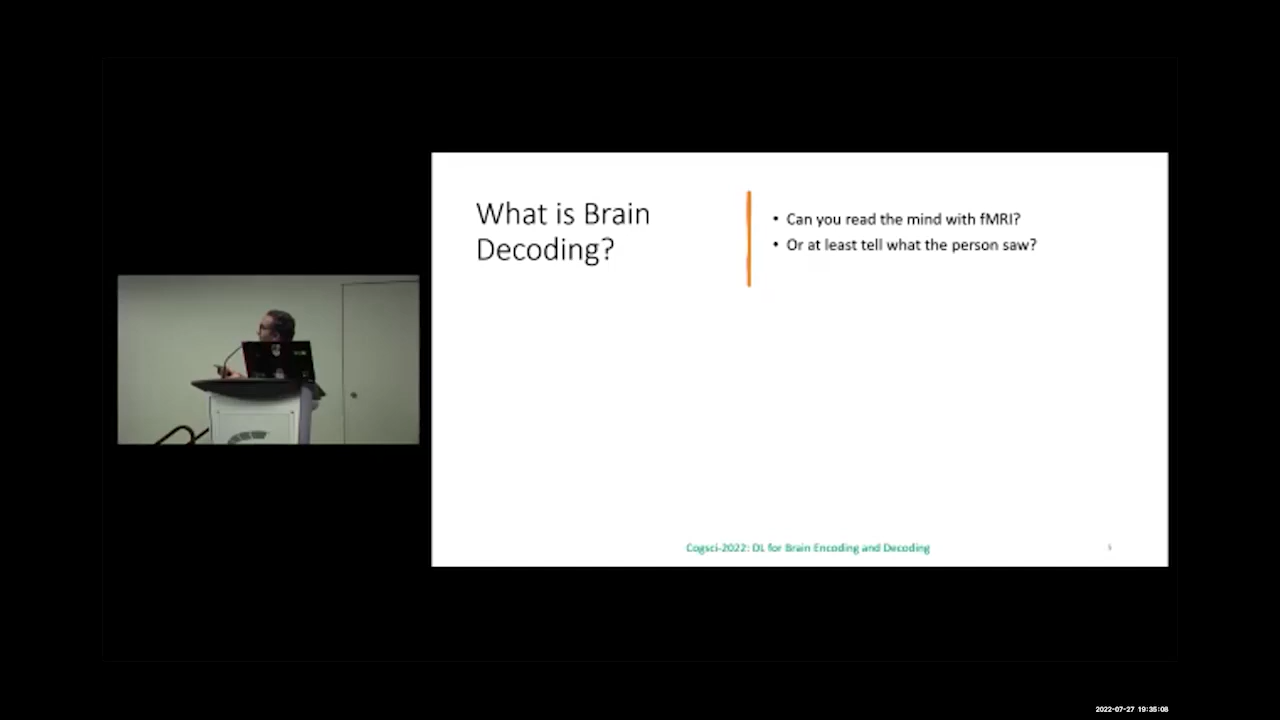 What is Brain
Decoding?
• Can you read the mind with fMRI?
• Or at least tell what the person saw?
Cogsci-2022: DL for Brain Encoding and Decoding
2022-07-27 19:35:08